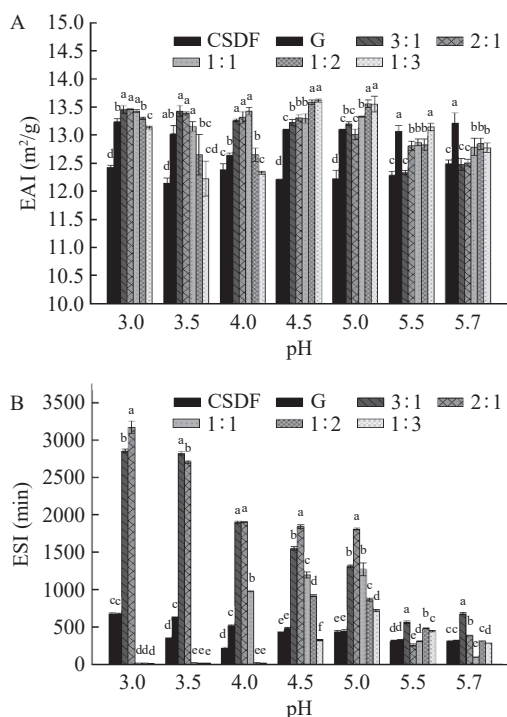 A
CSDF G 3∶1 2∶1
1∶1 1∶2 1∶3
EAI (m²/g)
15.0
14.5
14.0
13.5
13.0
12.5
12.0
11.5
11.0
10.5
10.0
d b a a a b c
d b a a a bc cd
c b a a a b c
d c b b b a a
d b c c b a a
c a c b b b a
c a c c b b b
3.0 3.5 4.0 4.5 5.0 5.5 5.7
pH
B
CSDF G 3∶1 2∶1
1∶1 1∶2 1∶3
ESI (min)
3500
3000
2500
2000
1500
1000
500
0
c c b a d d d
d c a b e e e
d c a a b e e
e e b a c d f
e e b a b c d
d d a e d b c
c c a b e c d
3.0 3.5 4.0 4.5 5.0 5.5 5.7
pH